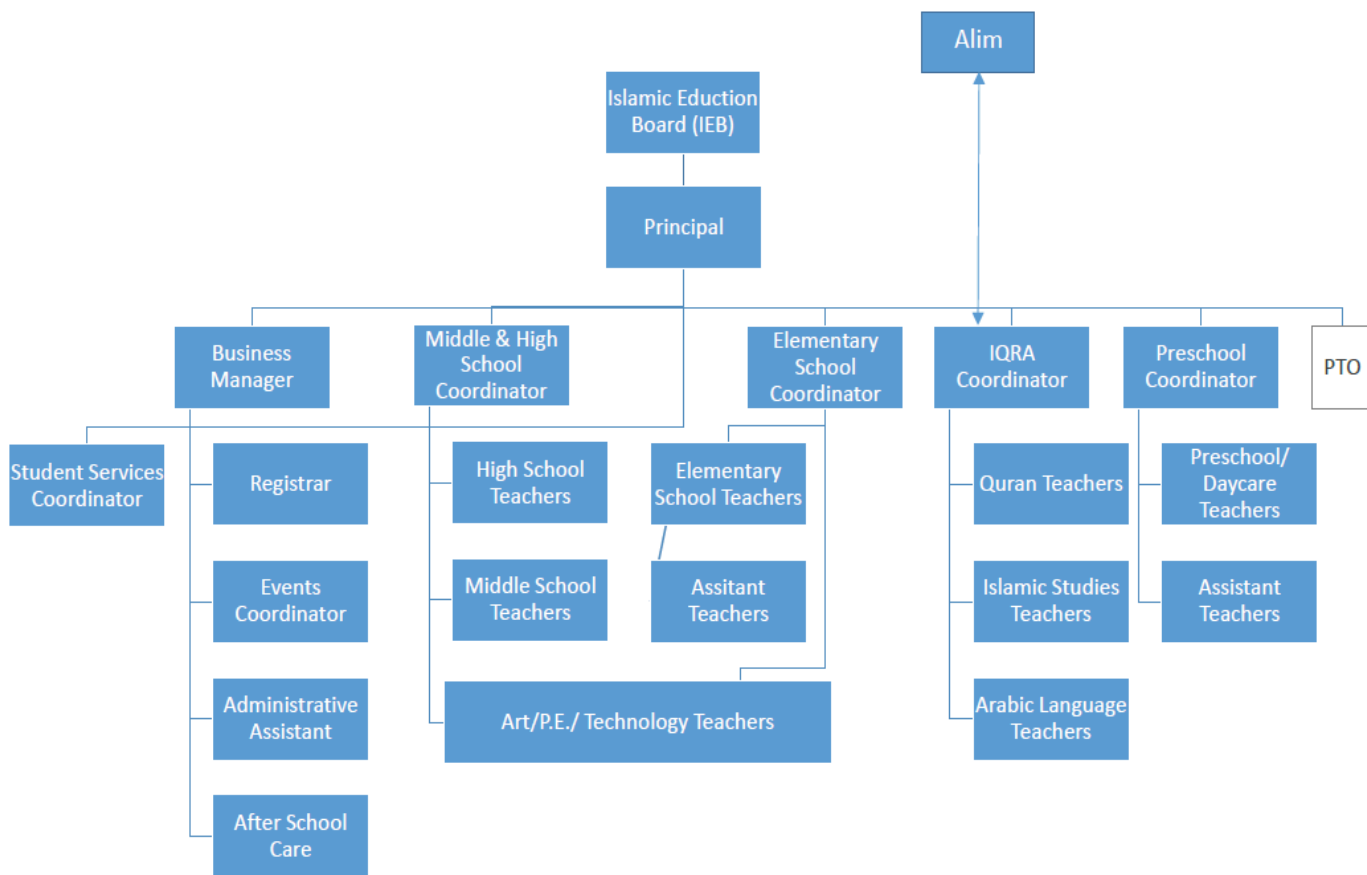 Alim
Islamic Eduction
Board (IEB)
Principal
Business
Manager
Middle & High
School
Coordinator
Elementary
School
Coordinator
IQRA
Coordinator
Preschool
Coordinator
PTO
Student Services
Coordinator
Registrar
High School
Teachers
Elementary
School Teachers
Quran Teachers
Preschool/
Daycare
Teachers
Events
Coordinator
Middle School
Teachers
Assitant
Teachers
Islamic Studies
Teachers
Assistant
Teachers
Administrative
Assistant
Art/P.E./ Technology Teachers
Arabic Language
Teachers
After School
Care